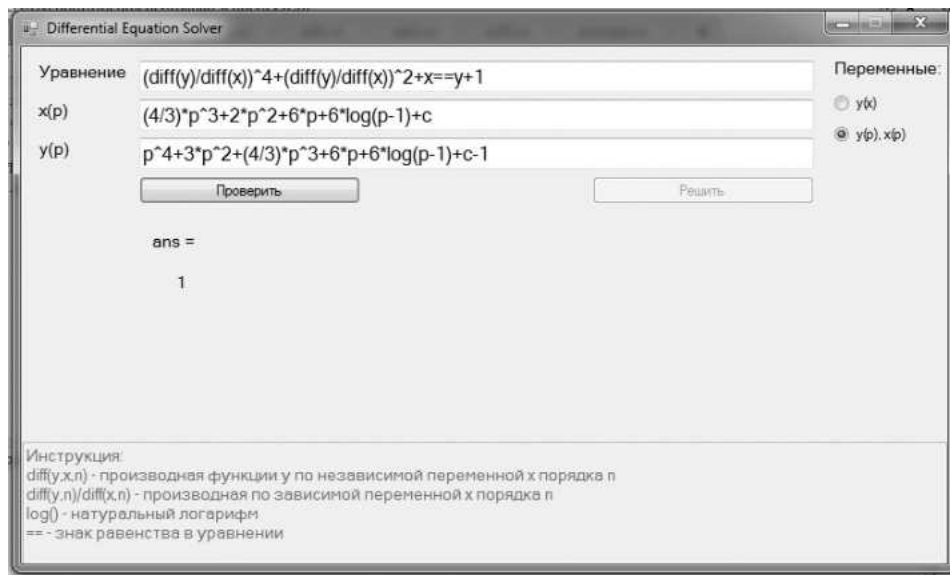 Differential Equation Solver
Уравнение (diff(y)/diff(x))^4+(diff(y)/diff(x))^2+x==y+1
Переменные:
x(p) (4/3)*p^3+2*p^2+6*p+6*log(p-1)+c
y(x)
y(p) p^4+3*p^2+(4/3)*p^3+6*p+6*log(p-1)+c-1
y(p), x(p)
Проверить Решить
ans =
1
Инструкция:
diff(y,x,n) - производная функции y по независимой переменной x порядка n
diff(y,n)/diff(x,n) - производная по зависимой переменной x порядка n
log() - натуральный логарифм
== - знак равенства в уравнении